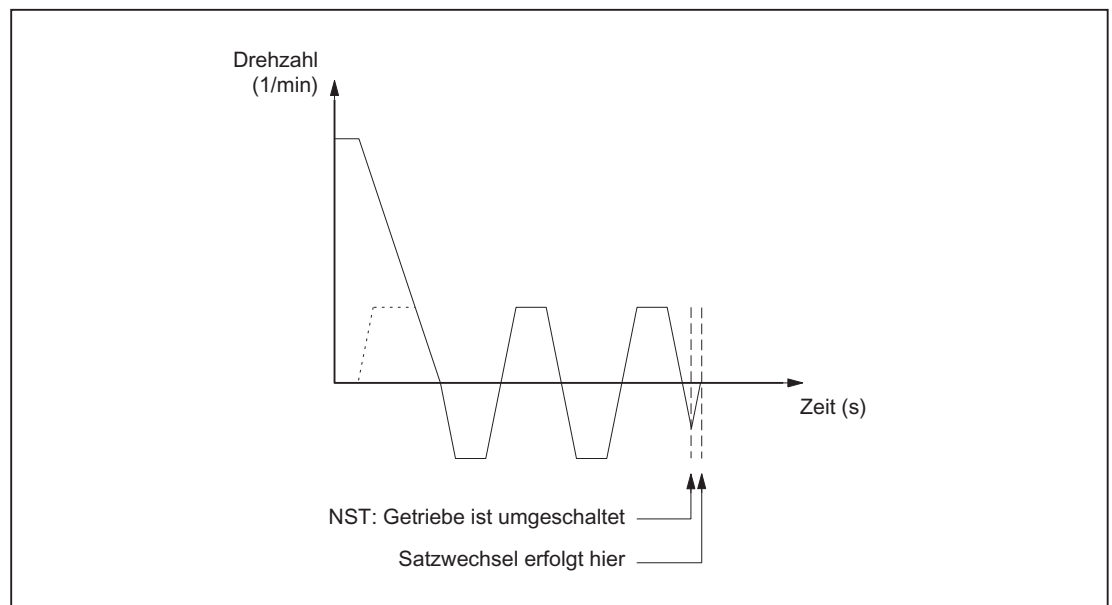 Drehzahl
(1/min)
Zeit (s)
NST: Getriebe ist umgeschaltet
Satzwechsel erfolgt hier